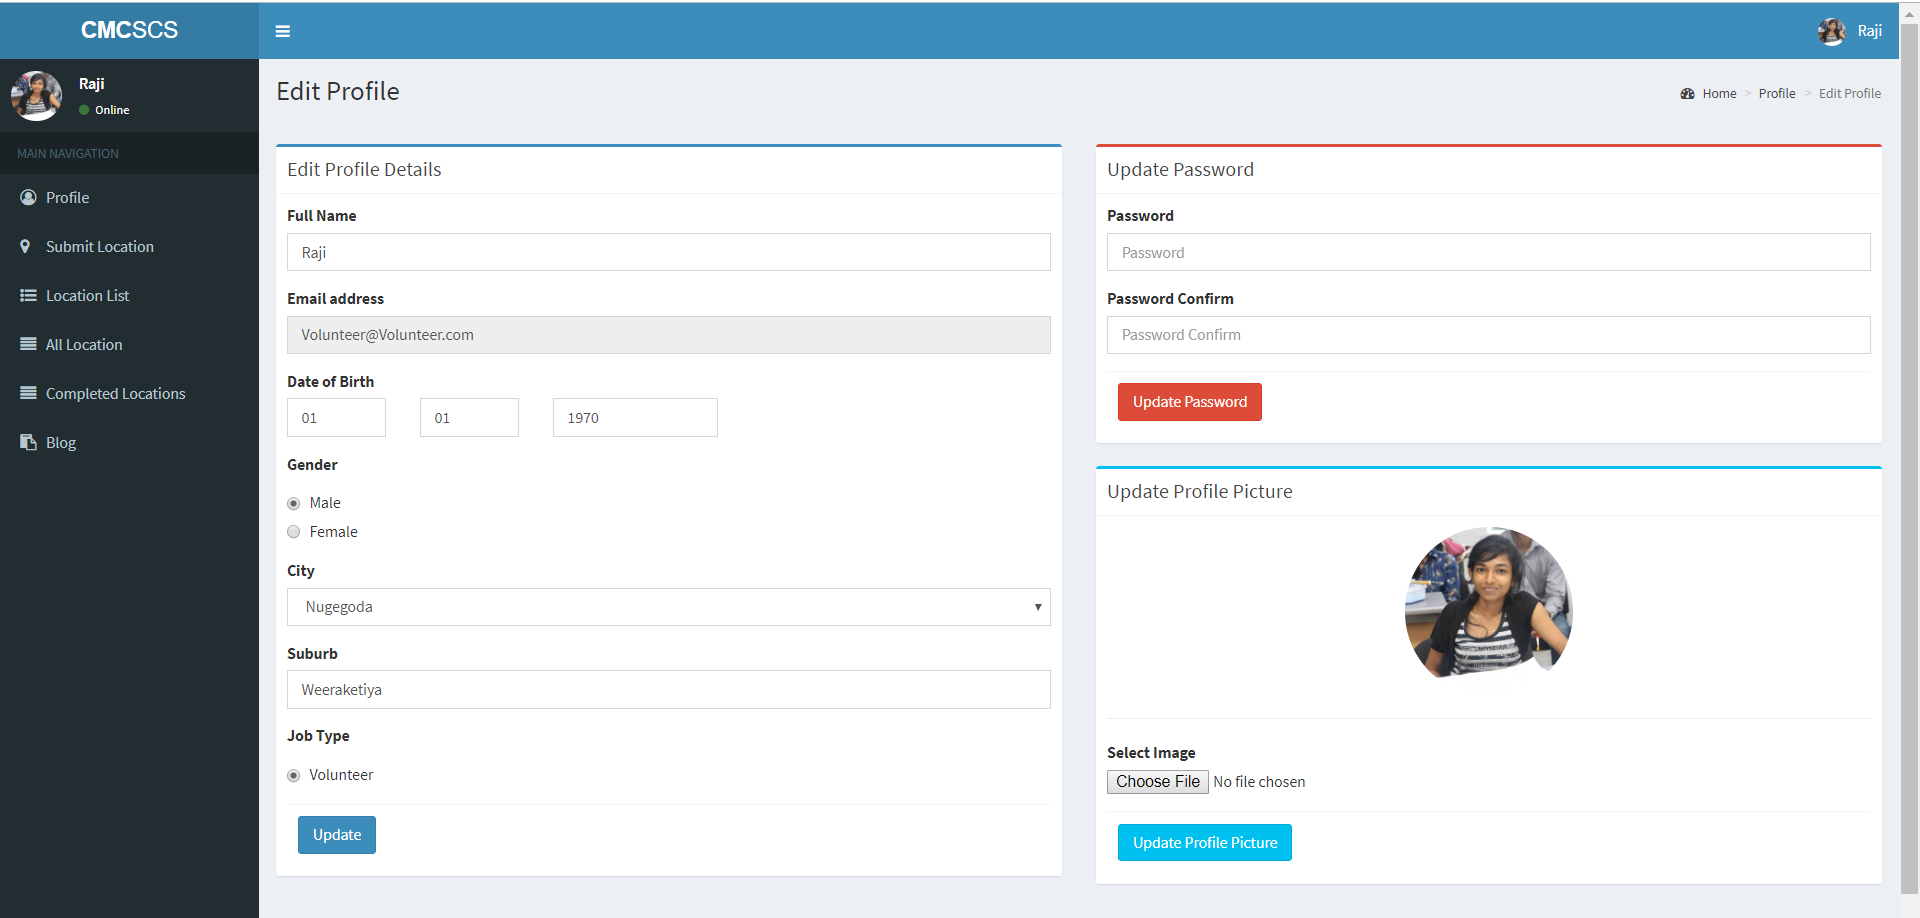 CMCSCS
Raji
Raji
Online
MAIN NAVIGATION
Profile
Submit Location
Location List
All Location
Completed Locations
Blog
Edit Profile
Home > Profile > Edit Profile
Edit Profile Details
Full Name
Raji
Email address
Volunteer@Volunteer.com
Date of Birth
01 01 1970
Gender
Male
Female
City
Nugegoda
Suburb
Weeraketiya
Job Type
Volunteer
Update
Update Password
Password
Password
Password Confirm
Password Confirm
Update Password
Update Profile Picture
Select Image
Choose File No file chosen
Update Profile Picture